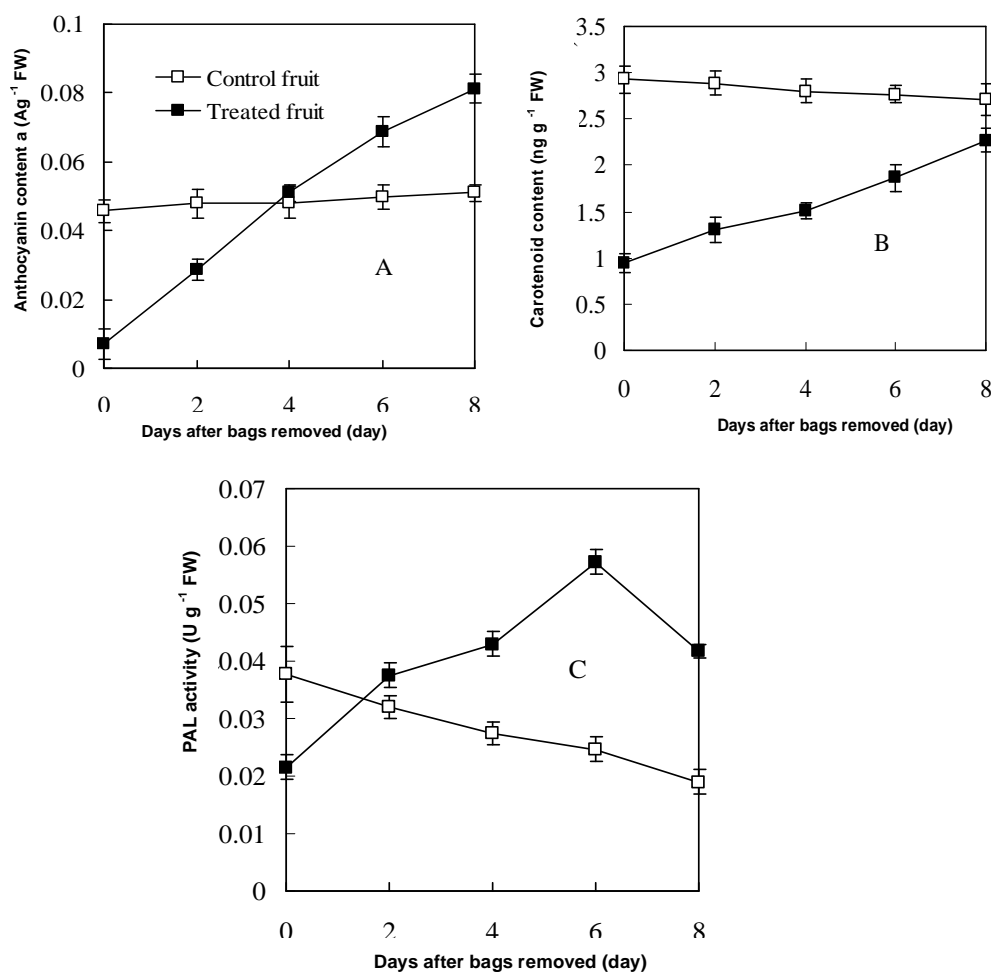 0.1
0.08
0.06
0.04
0.02
0
Anthocyanin content a (Ag⁻¹ FW)
Control fruit
Treated fruit
A
0 2 4 6 8
Days after bags removed (day)
3.5
3
2.5
2
1.5
1
0.5
0
Carotenoid content (ng g⁻¹ FW)
B
0 2 4 6 8
Days after bags removed (day)
0.07
0.06
0.05
0.04
0.03
0.02
0.01
0
PAL activity (U g⁻¹ FW)
C
0 2 4 6 8
Days after bags removed (day)